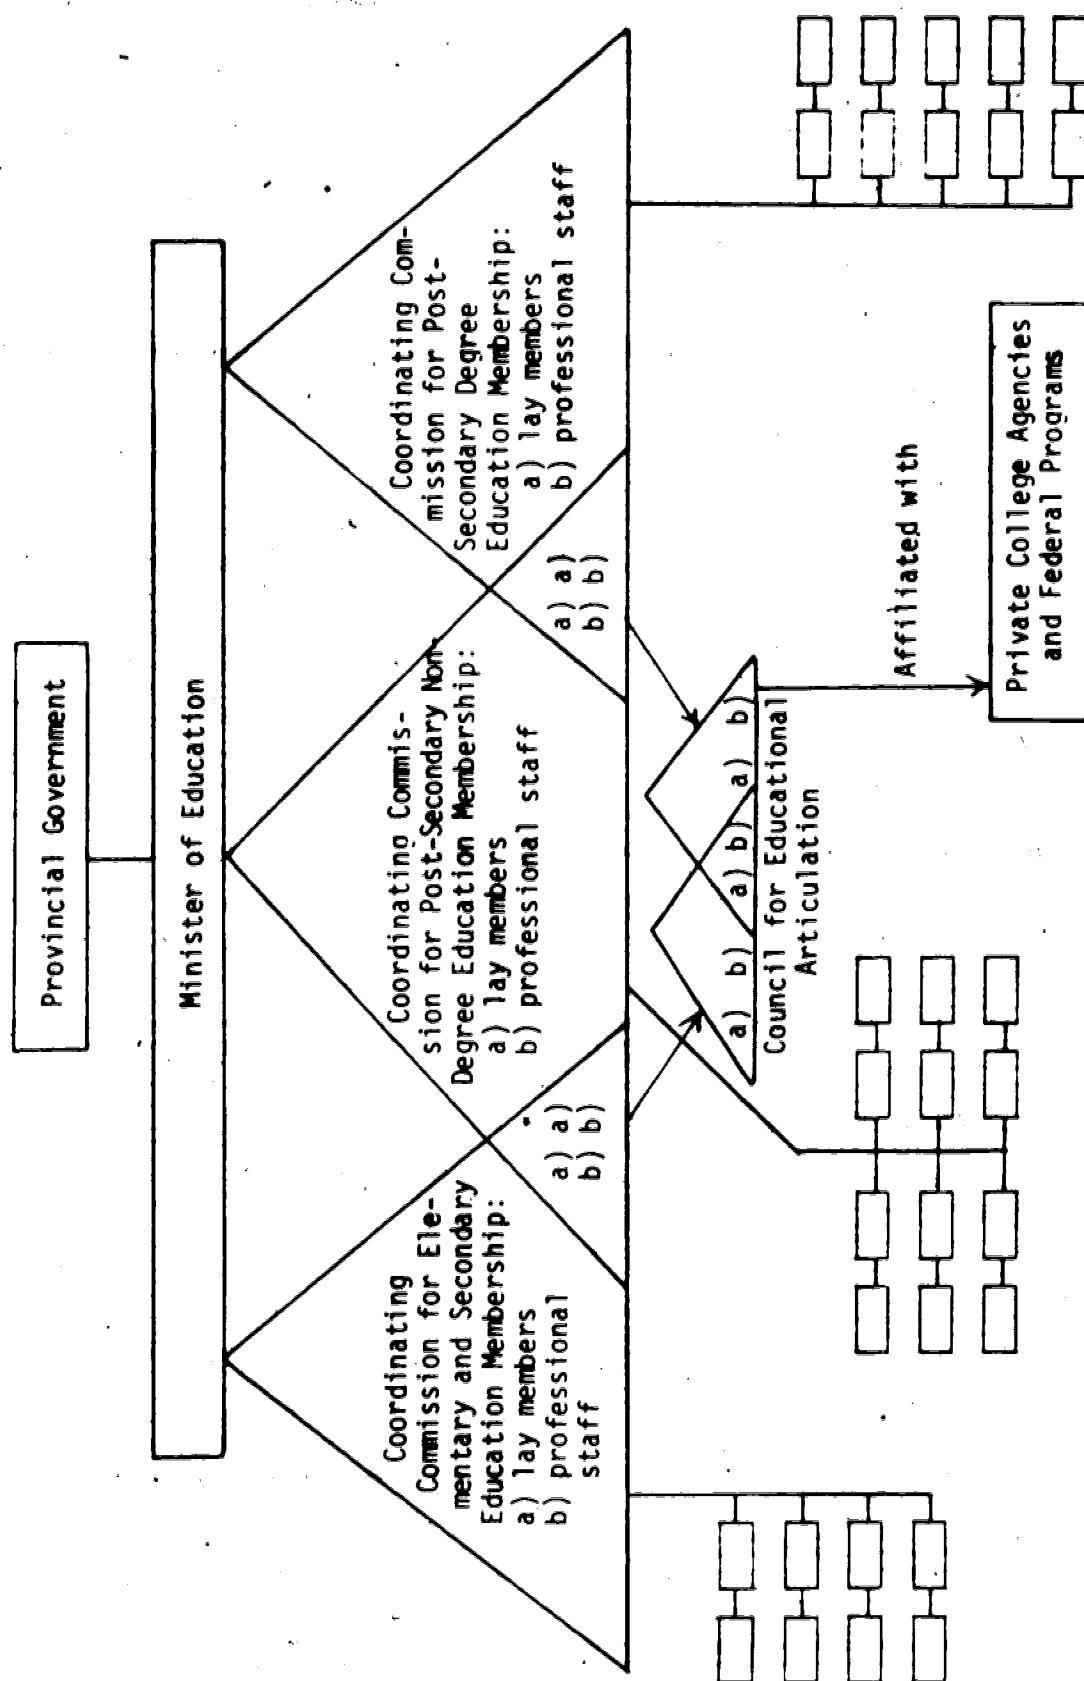 Provincial Government
Minister of Education
Coordinating
Commission for Ele-
mentary and Secondary
Education Membership:
a) lay members
b) professional
staff
Coordinating Commis-
sion for Post-Secondary Non-
Degree Education Membership:
a) lay members
b) professional staff
Coordinating Com-
mission for Post-
Secondary Degree
Education Membership:
a) lay members
b) professional staff
a) a)
b) b)
a) a)
b) b)
a) b) a) b) a) b)
Council for Educational
Articulation
Affiliated with
Private College Agencies
and Federal Programs